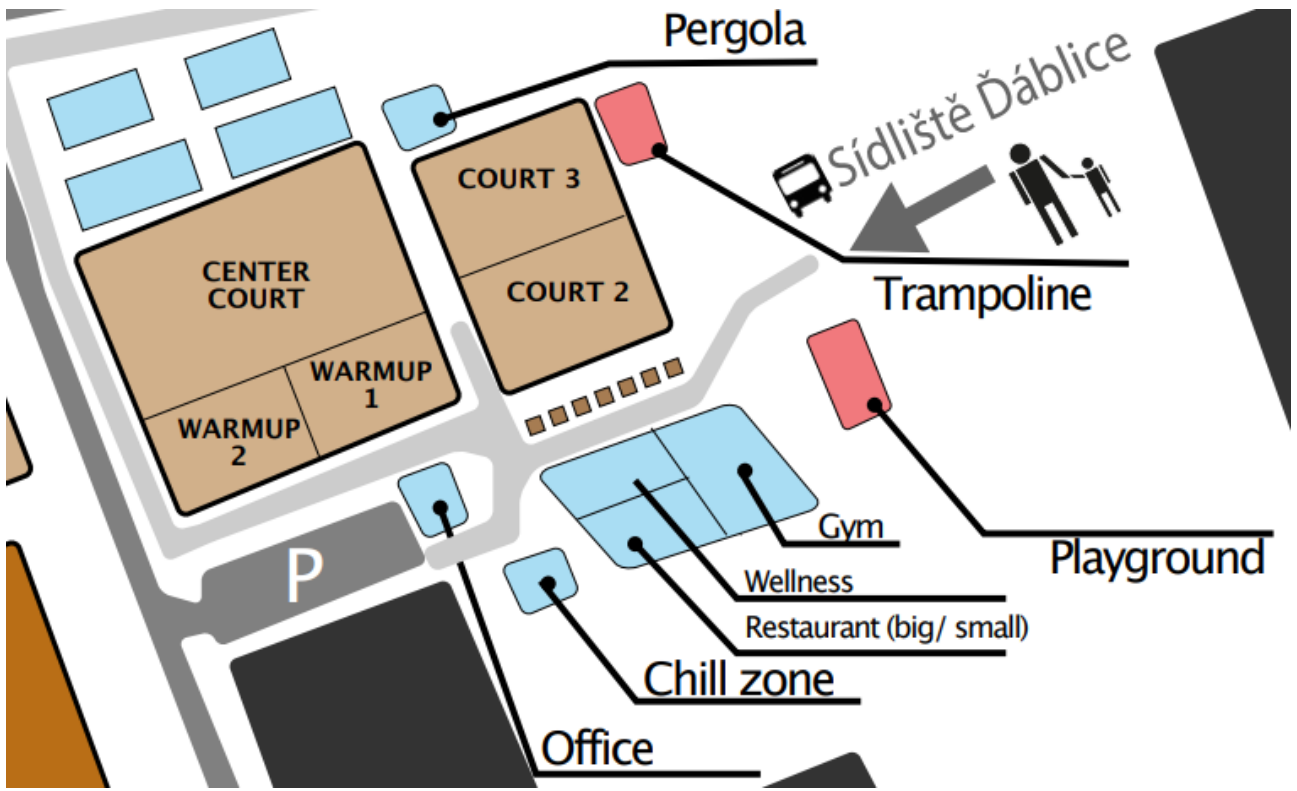 Pergola
Sídliště Ďáblice
COURT 3
CENTER
COURT
COURT 2
Trampoline
WARMUP
1
WARMUP
2
Gym
P
Playground
Wellness
Restaurant (big/ small)
Chill zone
Office